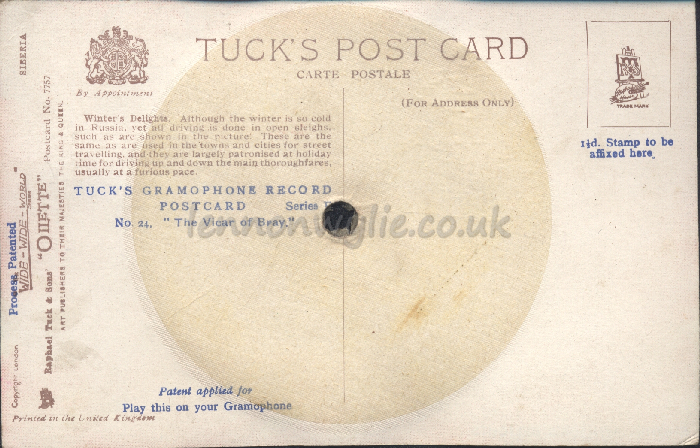 TUCK'S POST CARD
CARTE POSTALE
By Appointment
(FOR ADDRESS ONLY)
TRADE MARK
1½d. Stamp to be
affixed here.
Winter's Delights. Although the winter is so cold
in Russia, yet all driving is done in open sleighs,
such as are shown in the picture. These are the
same as are used in the towns and cities for street
travelling, and they are largely patronised at holiday
time for driving up and down the main thoroughfares,
usually at a furious pace.
TUCK'S GRAMOPHONE RECORD
POSTCARD Series
No. 24. "The Vicar of Bray."
Patent applied for
Play this on your Gramophone
Printed in the United Kingdom
SIBERIA
Process Patented
"WIDE-WIDE-WORLD"
Raphael Tuck & Sons' "OILETTE" Postcard No. 7757
ART PUBLISHERS TO THEIR MAJESTIES THE KING & QUEEN.
Copyright London